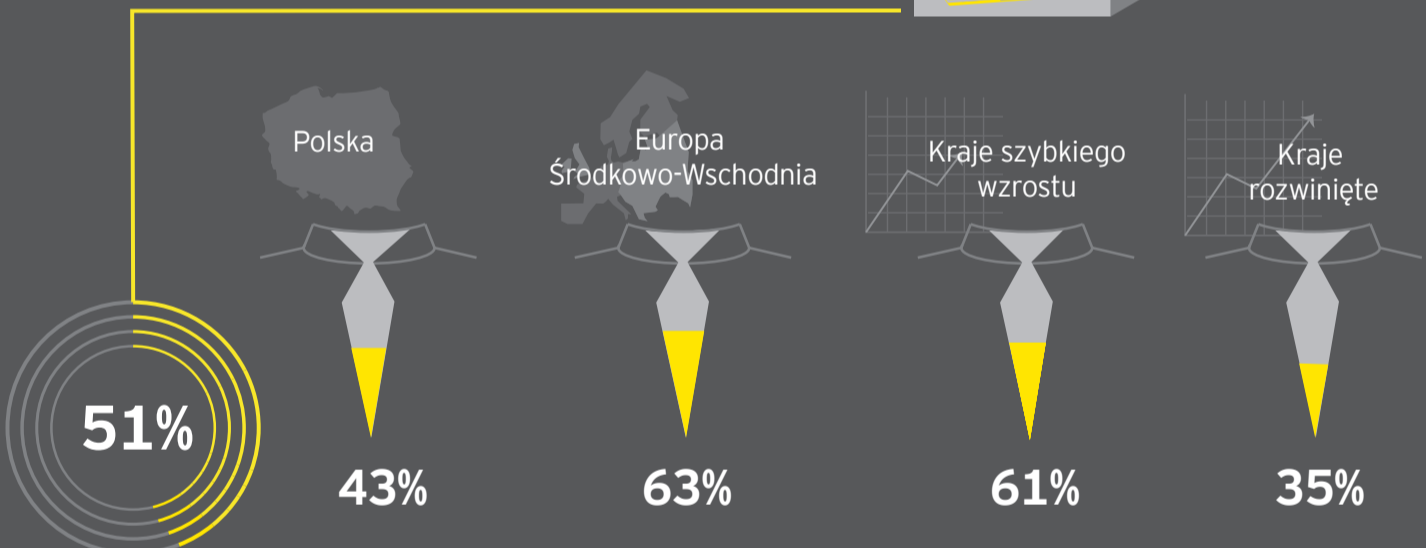 Polska
Europa
Środkowo-Wschodnia
Kraje szybkiego
wzrostu
Kraje
rozwinięte
51%
43%
63%
61%
35%